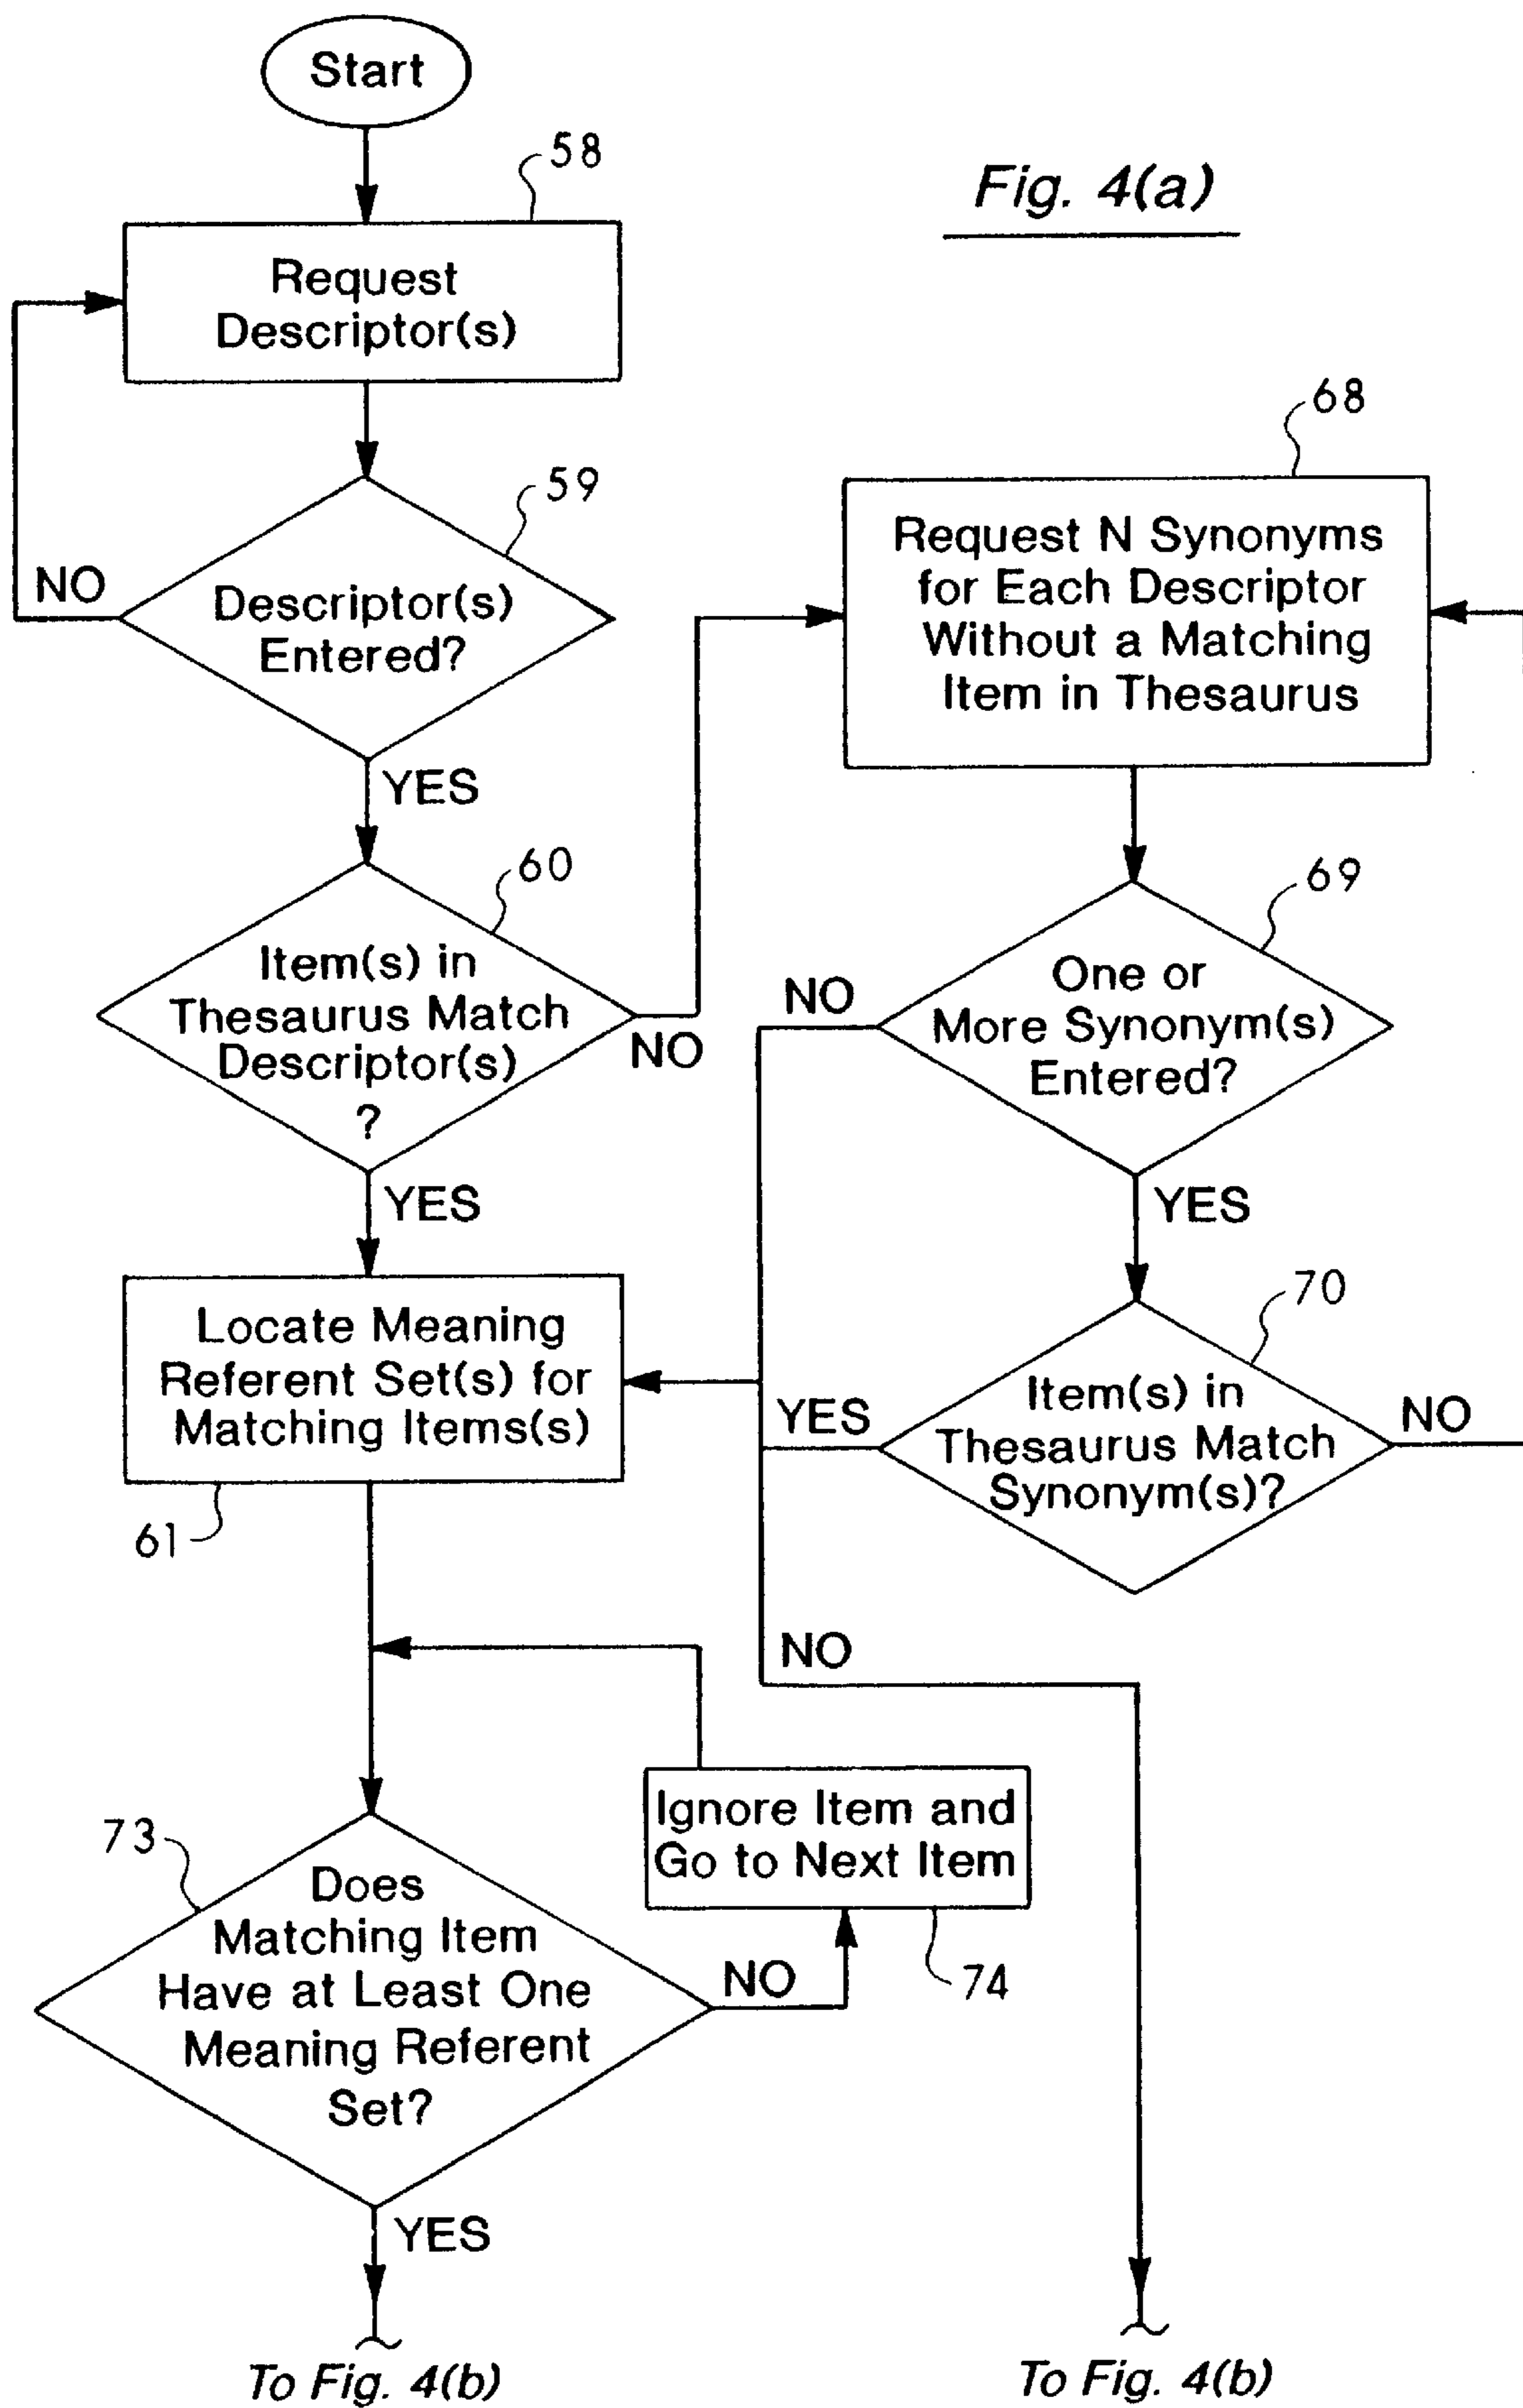 Start
58
Fig. 4(a)
Request
Descriptor(s)
59
NO
Descriptor(s)
Entered?
YES
68
Request N Synonyms
for Each Descriptor
Without a Matching
Item in Thesaurus
60
Item(s) in
Thesaurus Match
Descriptor(s)
?
NO
YES
69
NO
One or
More Synonym(s)
Entered?
YES
Locate Meaning
Referent Set(s) for
Matching Items(s)
61
70
YES
Item(s) in
Thesaurus Match
Synonym(s)?
NO
NO
Ignore Item and
Go to Next Item
74
73
Does
Matching Item
Have at Least One
Meaning Referent
Set?
NO
YES
To Fig. 4(b)
To Fig. 4(b)